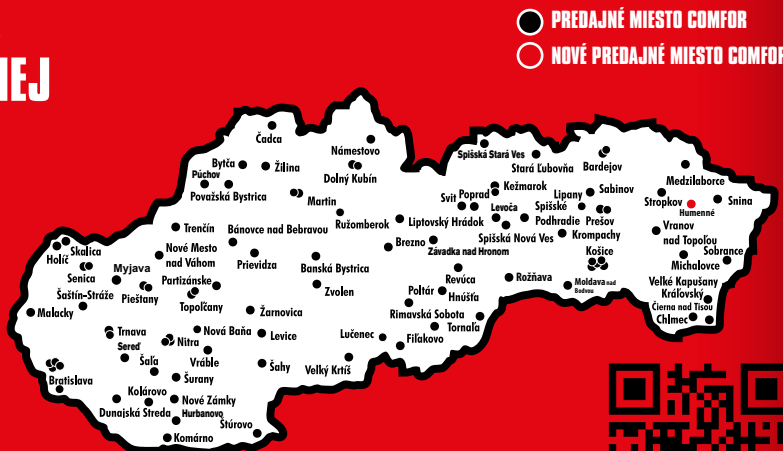 PREDAJNÉ MIESTO COMFOR
NOVÉ PREDAJNÉ MIESTO COMFOR
IEJ
Čadca
Námestovo
Bytča
Žilina
Dolný Kubín
Púchov
Považská Bystrica
Martin
Ružomberok
Spišská Stará Ves
Stará Ľubovňa
Bardejov
Kežmarok
Svit
Poprad
Lipany
Sabinov
Medzilaborce
Levoča
Spišské
Podhradie
Prešov
Stropkov
Snina
Humenné
Liptovský Hrádok
Spišská Nová Ves
Krompachy
Vranov
nad Topoľou
Trenčín
Bánovce nad Bebravou
Brezno
Závadka nad Hronom
Košice
Sobrance
Skalica
Holíč
Nové Mesto
nad Váhom
Prievidza
Banská Bystrica
Michalovce
Senica
Myjava
Partizánske
Zvolen
Revúca
Rožňava
Moldava nad
Bodvou
Veľké Kapušany
Šaštín-Stráže
Pieštany
Topoľčany
Poltár
Hnúšťa
Kráľovský
Čierna nad Tisou
Chlmec
Malacky
Žarnovica
Rimavská Sobota
Tornaľa
Trnava
Nová Baňa
Levice
Lučenec
Fiľakovo
Sereď
Nitra
Šaľa
Vráble
Šahy
Veľký Krtíš
Bratislava
Šurany
Kolárovo
Nové Zámky
Dunajská Streda
Hurbanovo
Štúrovo
Komárno